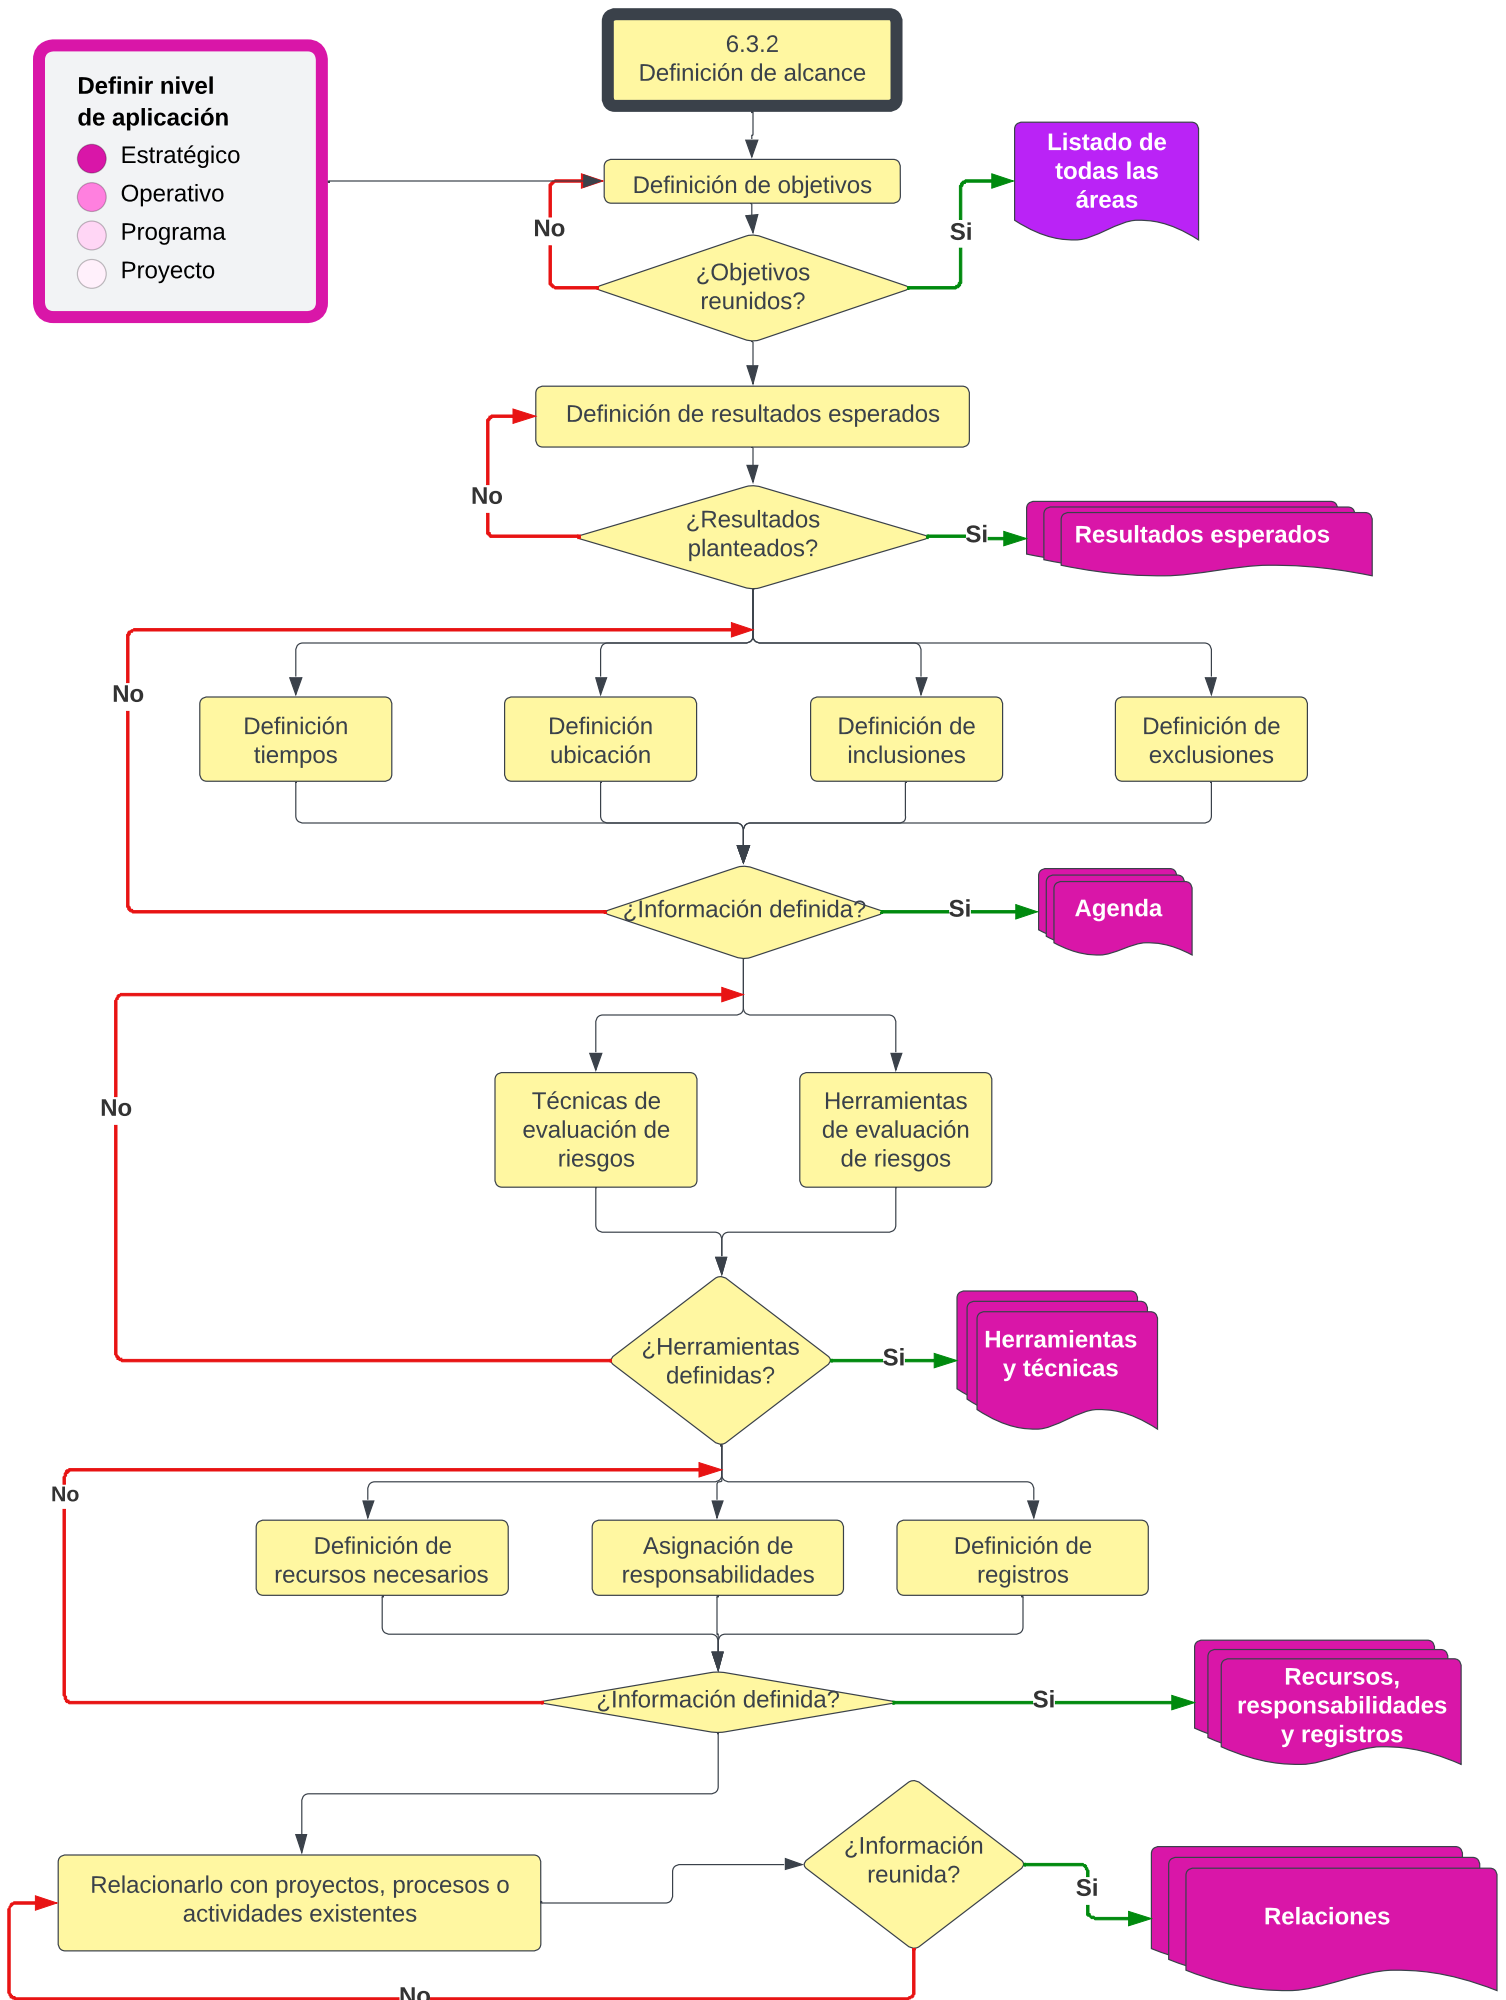 6.3.2
Definición de alcance
Definir nivel
de aplicación
Estratégico
Operativo
Programa
Proyecto
Definición de objetivos
Listado de
todas las
áreas
No
Si
¿Objetivos
reunidos?
Definición de resultados esperados
No
¿Resultados
planteados?
Si
Resultados esperados
No
Definición
tiempos
Definición
ubicación
Definición de
inclusiones
Definición de
exclusiones
¿Información definida?
Si
Agenda
No
Técnicas de
evaluación de
riesgos
Herramientas
de evaluación
de riesgos
¿Herramientas
definidas?
Si
Herramientas
y técnicas
No
Definición de
recursos necesarios
Asignación de
responsabilidades
Definición de
registros
¿Información definida?
Si
Recursos,
responsabilidades
y registros
Relacionarlo con proyectos, procesos o
actividades existentes
¿Información
reunida?
Si
Relaciones
No